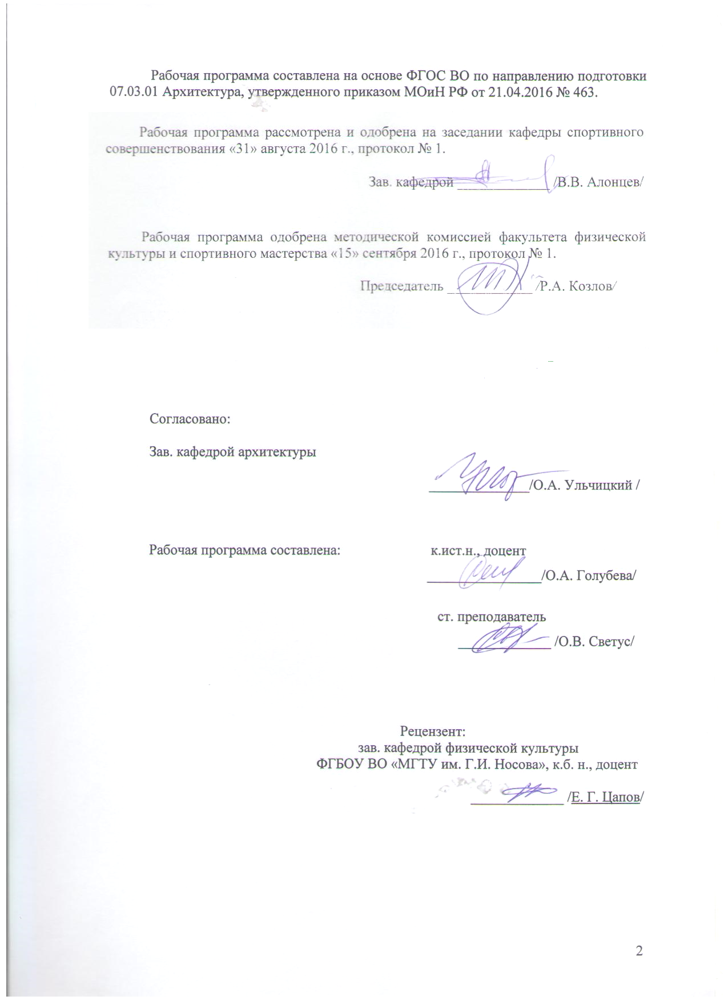 Рабочая программа составлена на основе ФГОС ВО по направлению подготовки
07.03.01 Архитектура, утвержденного приказом МОиН РФ от 21.04.2016 № 463.
Рабочая программа рассмотрена и одобрена на заседании кафедры спортивного
совершенствования «31» августа 2016 г., протокол № 1.
Зав. кафедрой _____________ /В.В. Алонцев/
Рабочая программа одобрена методической комиссией факультета физической
культуры и спортивного мастерства «15» сентября 2016 г., протокол № 1.
Председатель ____________ /Р.А. Козлов/
Согласовано:
Зав. кафедрой архитектуры
______________/О.А. Ульчицкий /
Рабочая программа составлена: к.ист.н., доцент
________________/О.А. Голубева/
ст. преподаватель
_____________ /О.В. Светус/
Рецензент:
зав. кафедрой физической культуры
ФГБОУ ВО «МГТУ им. Г.И. Носова», к.б. н., доцент
_____________ /Е. Г. Цапов/
2